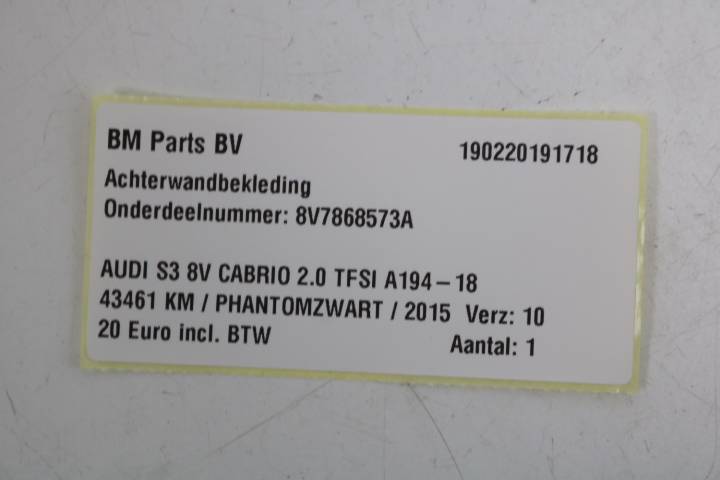 BM Parts BV 190220191718
Achterwandbekleding
Onderdeelnummer: 8V7868573A
AUDI S3 8V CABRIO 2.0 TFSI A194-18
43461 KM / PHANTOMZWART / 2015 Verz: 10
20 Euro incl. BTW Aantal: 1